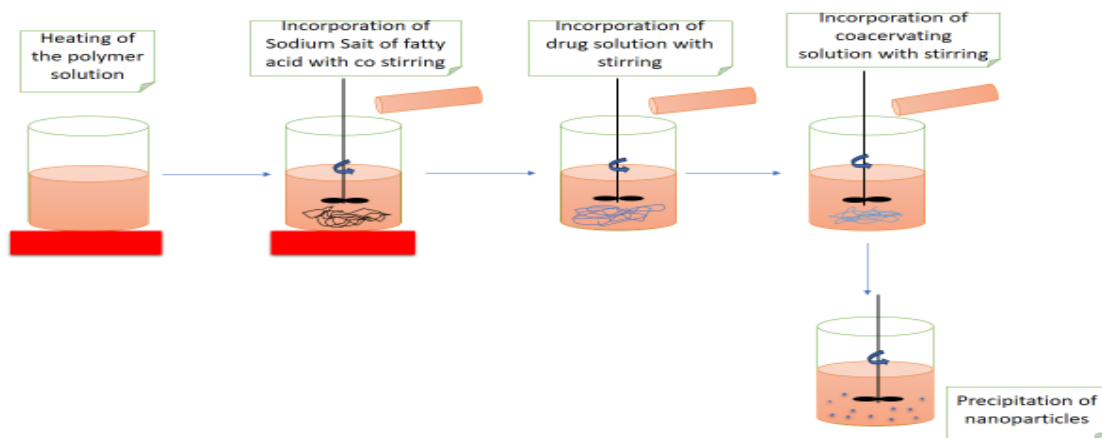 Heating of
the polymer
solution
Incorporation of
Sodium Sait of fatty
acid with co stirring
Incorporation of
drug solution with
stirring
Incorporation of
coacervating
solution with stirring
Precipitation of
nanoparticles